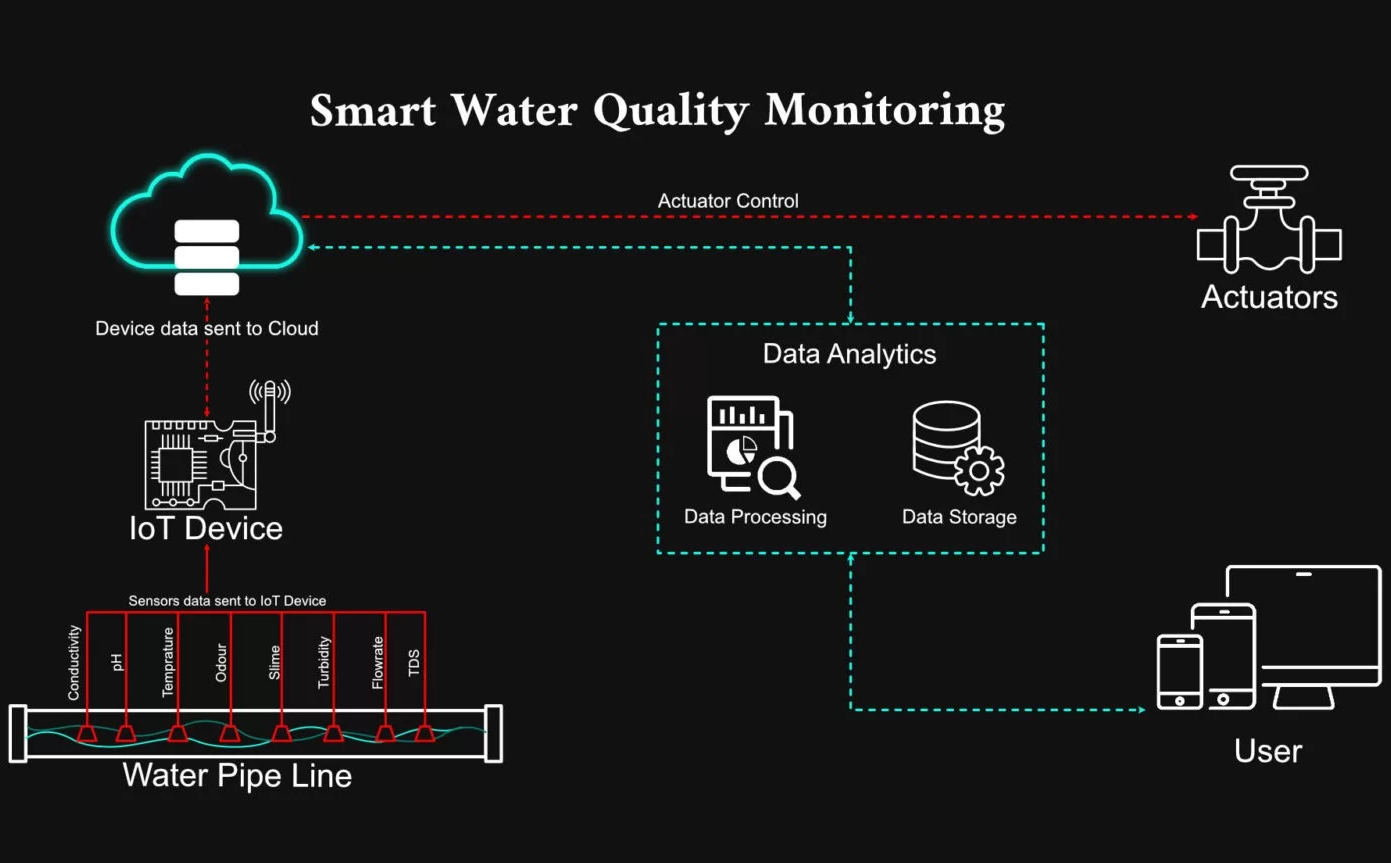 Smart Water Quality Monitoring
Actuator Control
Actuators
Device data sent to Cloud
Data Analytics
Data Processing
Data Storage
IoT Device
Sensors data sent to IoT Device
Conductivity
pH
Temprature
Odour
Slime
Turbidity
Flowrate
TDS
Water Pipe Line
User